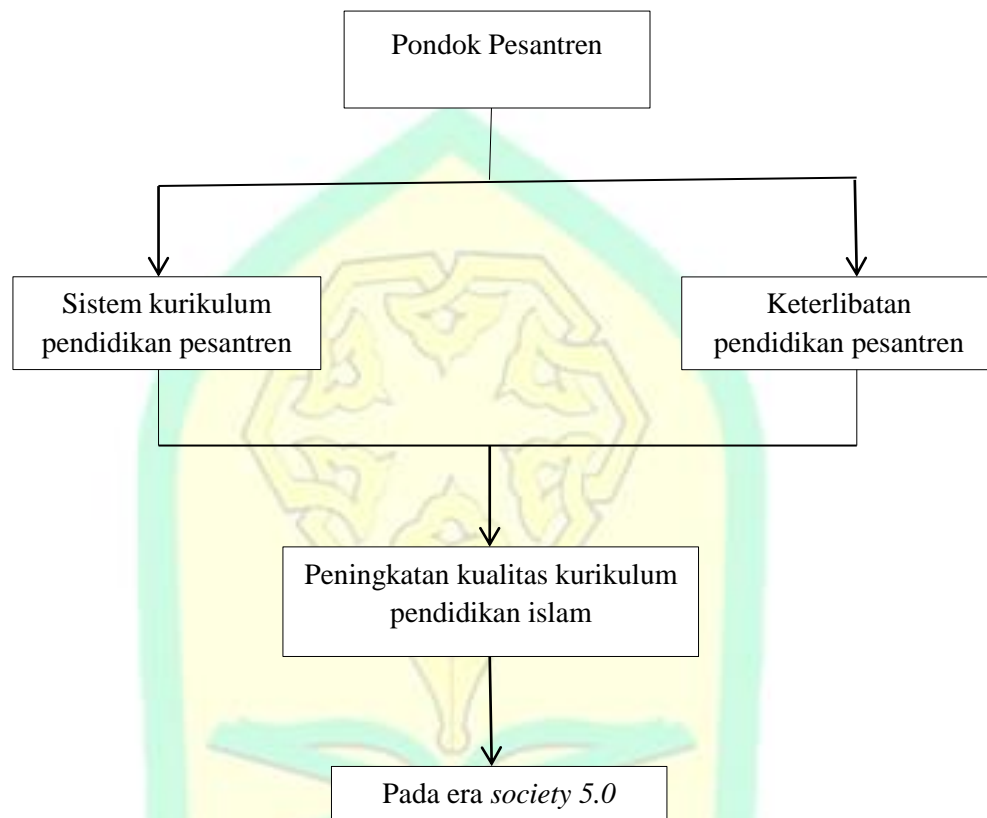 Pondok Pesantren
Sistem kurikulum
pendidikan pesantren
Keterlibatan
pendidikan pesantren
Peningkatan kualitas kurikulum
pendidikan islam
Pada era society 5.0